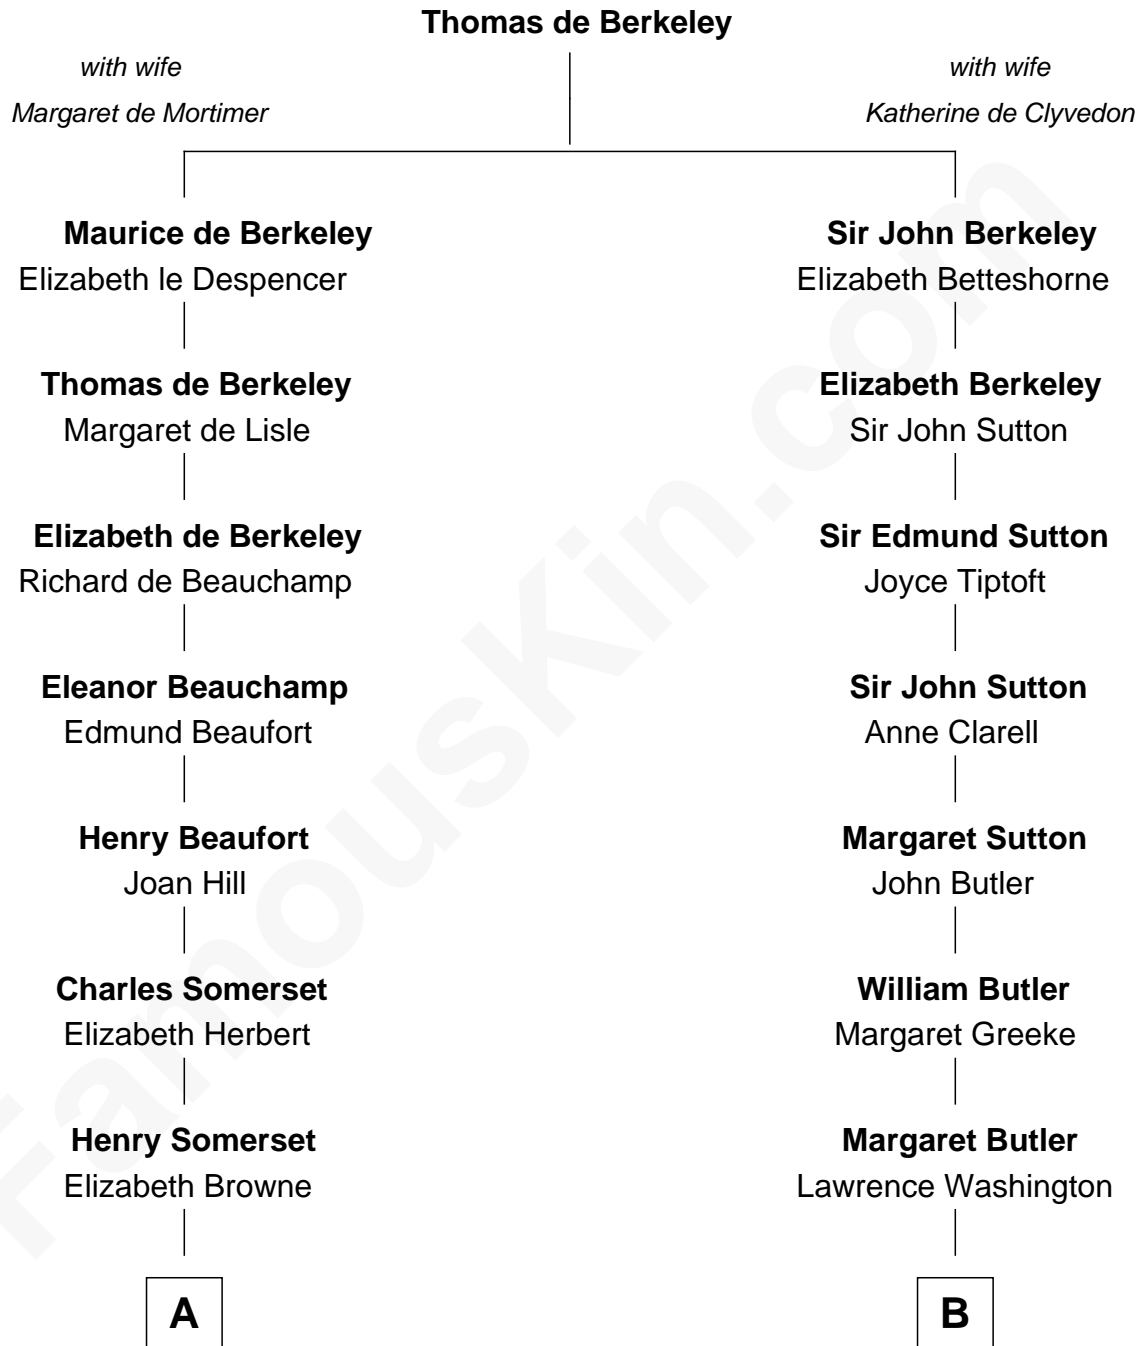 Thomas de Berkeley
with wife
Margaret de Mortimer
with wife
Katherine de Clyvedon
Maurice de Berkeley
Elizabeth le Despencer
Sir John Berkeley
Elizabeth Betteshorne
Thomas de Berkeley
Margaret de Lisle
Elizabeth Berkeley
Sir John Sutton
Elizabeth de Berkeley
Richard de Beauchamp
Sir Edmund Sutton
Joyce Tiptoft
Eleanor Beauchamp
Edmund Beaufort
Sir John Sutton
Anne Clarell
Henry Beaufort
Joan Hill
Margaret Sutton
John Butler
Charles Somerset
Elizabeth Herbert
William Butler
Margaret Greeke
Henry Somerset
Elizabeth Browne
Margaret Butler
Lawrence Washington
A
B
FamousKin.com